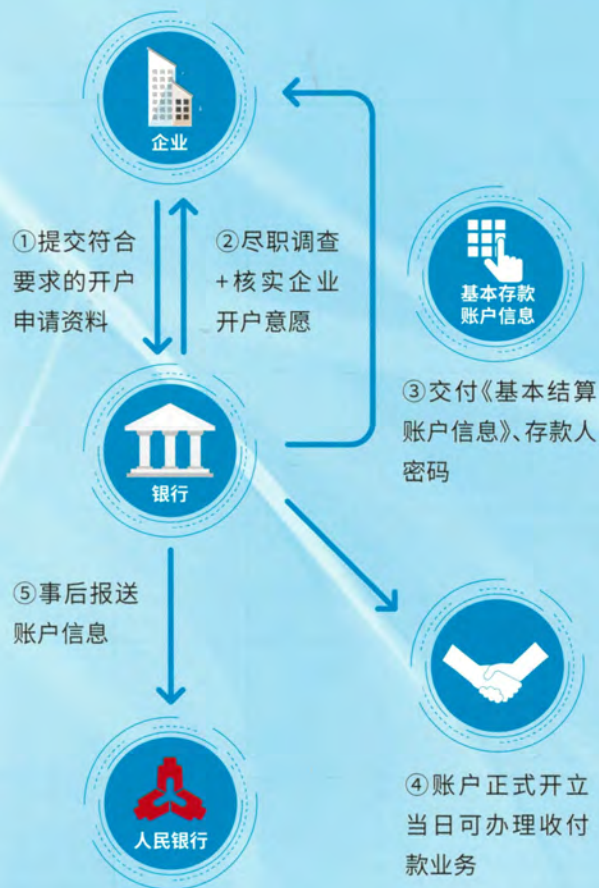 企业
①提交符合
要求的开户
申请资料
②尽职调查
+核实企业
开户意愿
基本存款
账户信息
③交付《基本结算
账户信息》、存款人
密码
银行
⑤事后报送
账户信息
④账户正式开立
当日可办理收付
款业务
人民银行